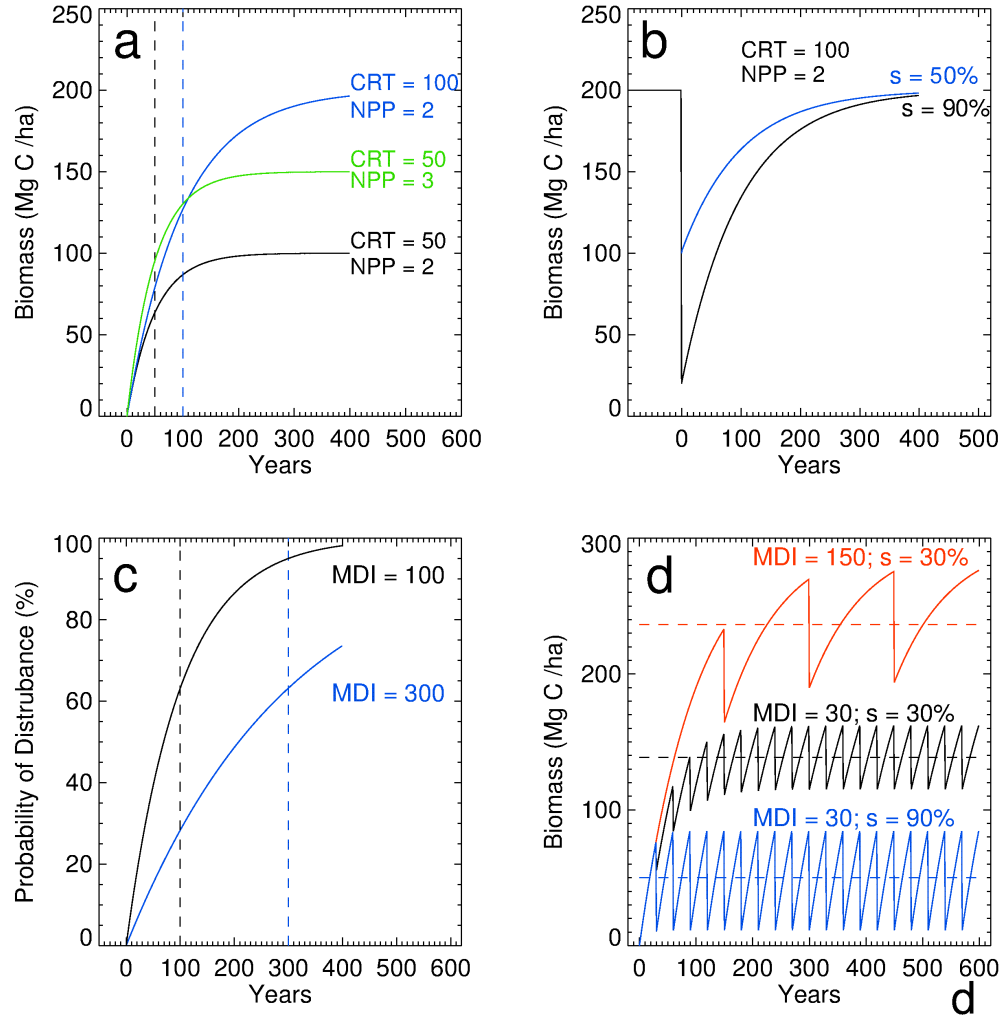 a
250
200
150
100
50
0
Biomass (Mg C /ha)
CRT = 100
NPP = 2
CRT = 50
NPP = 3
CRT = 50
NPP = 2
0 100 200 300 400 500 600
Years
b
250
200
150
100
50
0
Biomass (Mg C /ha)
CRT = 100
NPP = 2
s = 50%
s = 90%
0 100 200 300 400 500
Years
c
100
80
60
40
20
0
Probability of Distrubance (%)
MDI = 100
MDI = 300
0 100 200 300 400 500 600
Years
d
300
200
100
0
Biomass (Mg C /ha)
MDI = 150; s = 30%
MDI = 30; s = 30%
MDI = 30; s = 90%
0 100 200 300 400 500 600
Years
d